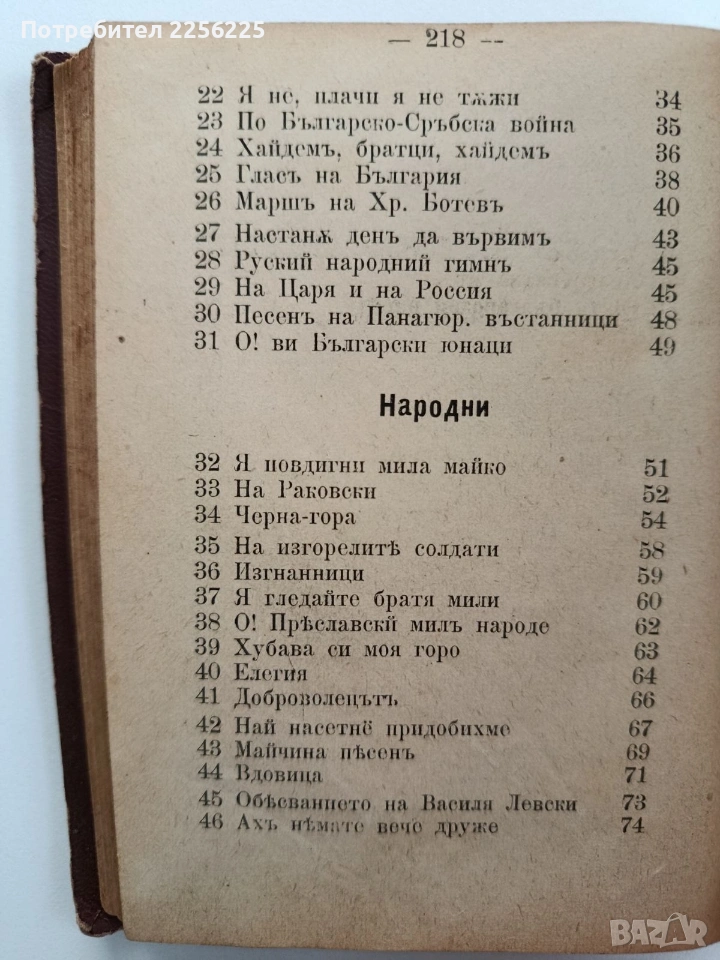 Потребител 2256225
— 218 --
22 Я не, плачи я не тѫжи 34
23 По Българско-Сръбска война 35
24 Хайдемъ, братци, хайдемъ 36
25 Гласъ на България 38
26 Маршъ на Хр. Ботевъ 40
27 Настанѫ денъ да вървимъ 43
28 Руский народний гимнъ 45
29 На Царя и на Россия 45
30 Песенъ на Панагюр. въстанници 48
31 О! ви Български юнаци 49
Народни
32 Я повдигни мила майко 51
33 На Раковски 52
34 Черна-гора 54
35 На изгорелитѣ солдати 58
36 Изгнанници 59
37 Я гледайте братя мили 60
38 О! Прѣславскй милъ народе 62
39 Хубава си моя горо 63
40 Елегия 64
41 Доброволецътъ 66
42 Най насетнѐ придобихме 67
43 Майчина пѣсенъ 69
44 Вдовица 71
45 Обѣсванието на Василя Левски 73
46 Ахъ нѣмате вече друже 74
BAZAR